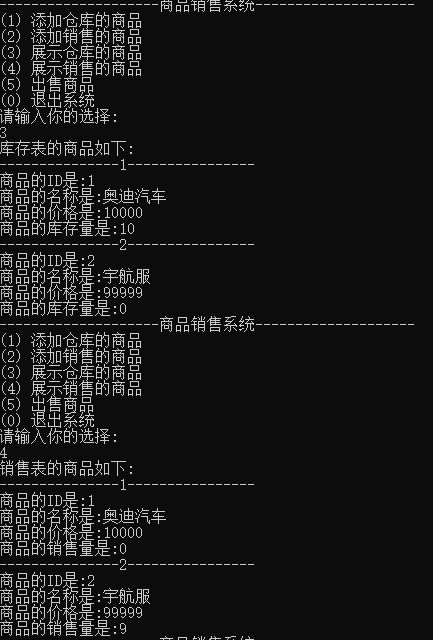 --------------------商品销售系统--------------------
(1) 添加仓库的商品
(2) 添加销售的商品
(3) 展示仓库的商品
(4) 展示销售的商品
(5) 出售商品
(0) 退出系统
请输入你的选择:
3
库存表的商品如下:
---------------1----------------
商品的ID是:1
商品的名称是:奥迪汽车
商品的价格是:10000
商品的库存量是:10
---------------2----------------
商品的ID是:2
商品的名称是:宇航服
商品的价格是:99999
商品的库存量是:0
--------------------商品销售系统--------------------
(1) 添加仓库的商品
(2) 添加销售的商品
(3) 展示仓库的商品
(4) 展示销售的商品
(5) 出售商品
(0) 退出系统
请输入你的选择:
4
销售表的商品如下:
---------------1----------------
商品的ID是:1
商品的名称是:奥迪汽车
商品的价格是:10000
商品的销售量是:0
---------------2----------------
商品的ID是:2
商品的名称是:宇航服
商品的价格是:99999
商品的销售量是:9